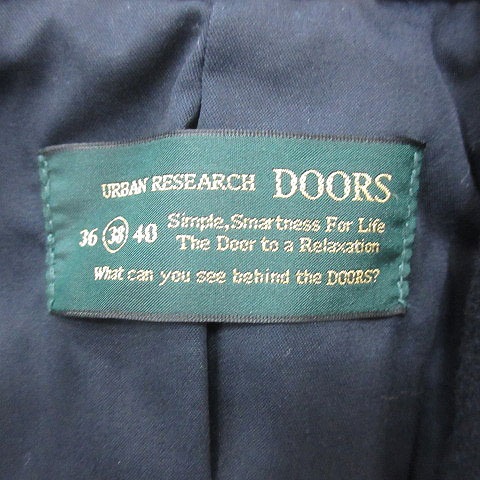 URBAN RESEARCH DOORS
36 38 40 Simple, Smartness For Life
The Door to a Relaxation
What can you see behind the DOORS?